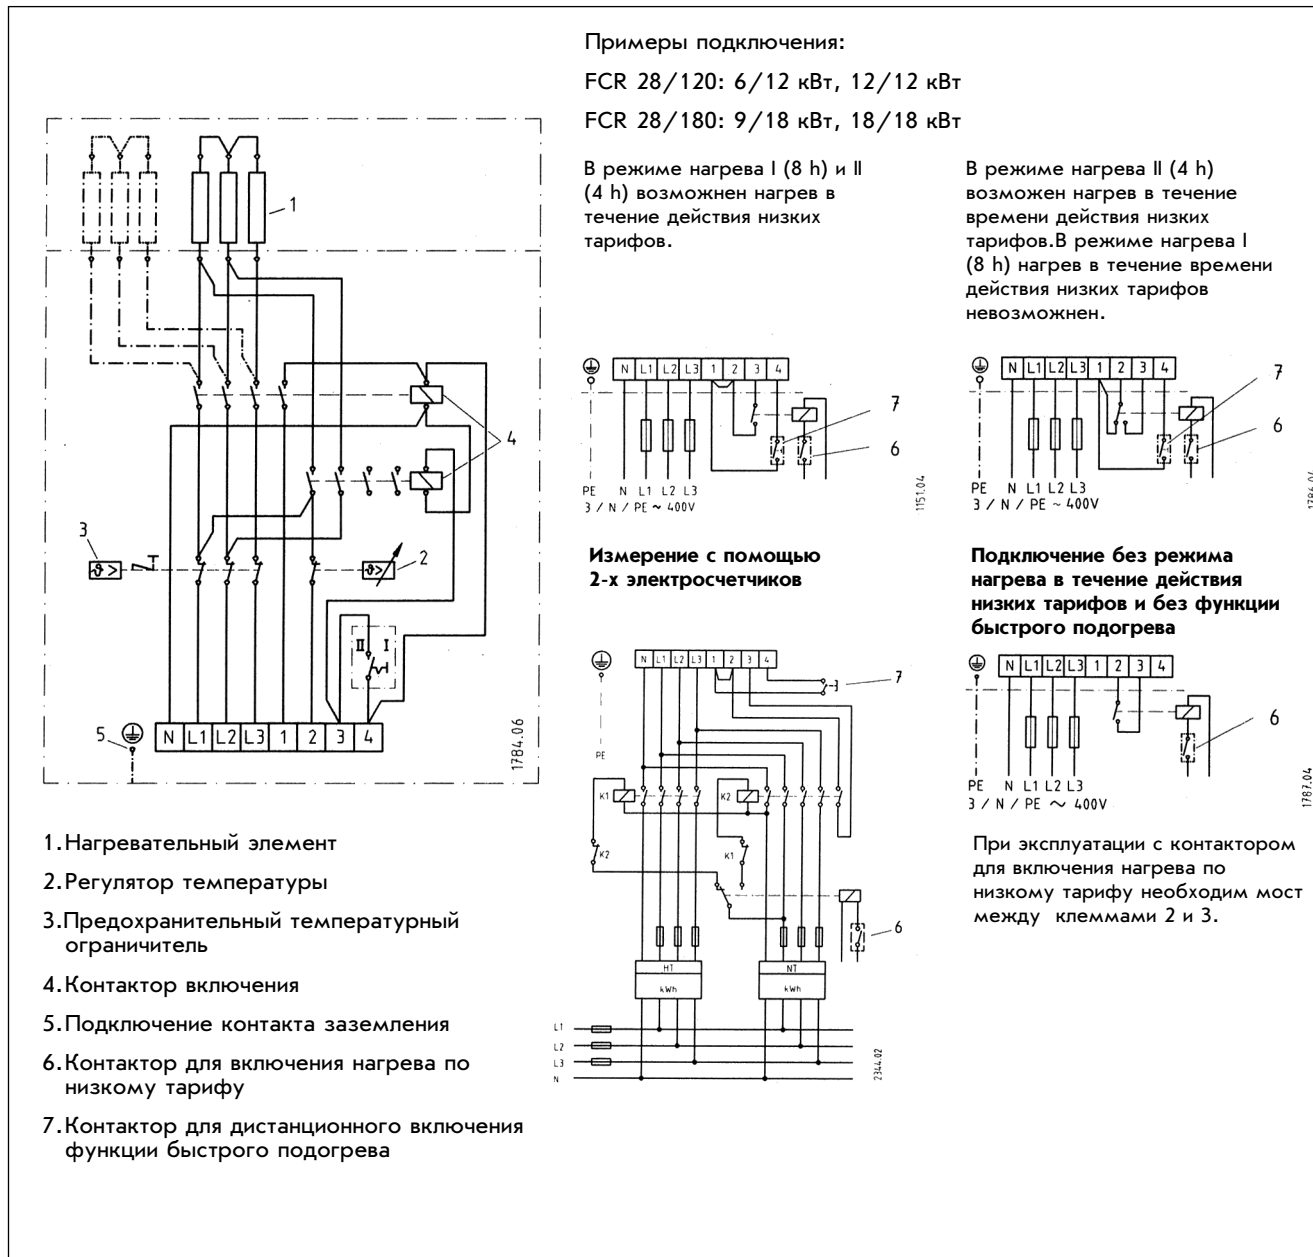 Примеры подключения:
FCR 28/120: 6/12 кВт, 12/12 кВт
FCR 28/180: 9/18 кВт, 18/18 кВт
1
4
3
2
II I
5
N L1 L2 L3 1 2 3 4
1784.06
1.Нагревательный элемент
2.Регулятор температуры
3.Предохранительный температурный
ограничитель
4.Контактор включения
5.Подключение контакта заземления
6.Контактор для включения нагрева по
низкому тарифу
7.Контактор для дистанционного включения
функции быстрого подогрева
В режиме нагрева I (8 h) и II
(4 h) возможнен нагрев в
течение действия низких
тарифов.
N L1 L2 L3 1 2 3 4
7
6
PE N L1 L2 L3
3 / N / PE ~ 400V
1151.04
Измерение с помощью
2-х электросчетчиков
N L1 L2 L3 1 2 3 4
7
PE
K1
K2
K2
K1
6
HT
kWh
NT
kWh
L1
L2
L3
N
2344.02
В режиме нагрева II (4 h)
возможен нагрев в течение
времени действия низких
тарифов.В режиме нагрева I
(8 h) нагрев в течение времени
действия низких тарифов
невозможнен.
N L1 L2 L3 1 2 3 4
7
6
PE N L1 L2 L3
3 / N / PE ~ 400V
Подключение без режима
нагрева в течение действия
низких тарифов и без функции
быстрого подогрева
N L1 L2 L3 1 2 3 4
6
PE N L1 L2 L3
3 / N / PE ~ 400V
1787.04
При эксплуатации с контактором
для включения нагрева по
низкому тарифу необходим мост
между клеммами 2 и 3.